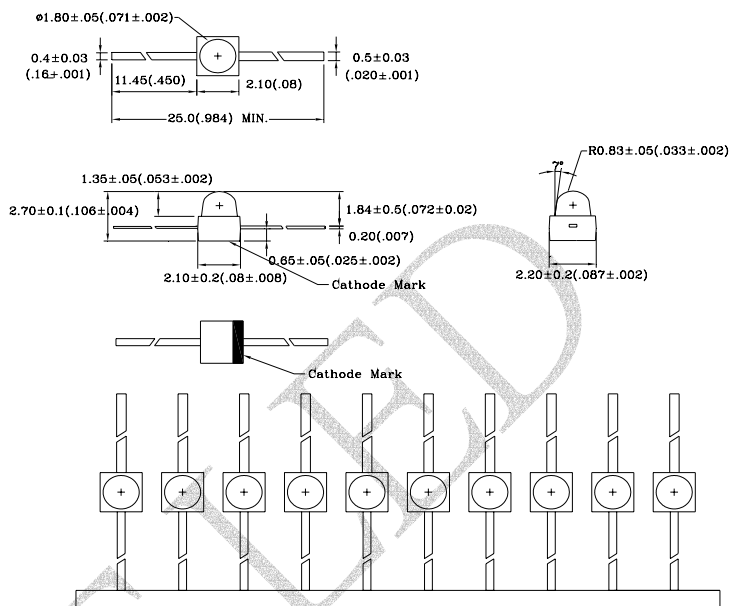 ø1.80±.05(.071±.002)
0.4±0.03
(.16±.001)
0.5±0.03
(.020±.001)
11.45(.450)
2.10(.08)
25.0(.984) MIN.
R0.83±.05(.033±.002)
7°
1.35±.05(.053±.002)
2.70±0.1(.106±.004)
1.84±0.5(.072±0.02)
0.20(.007)
0.65±.05(.025±.002)
2.10±0.2(.08±.008)
2.20±0.2(.087±.002)
Cathode Mark
Cathode Mark
LED